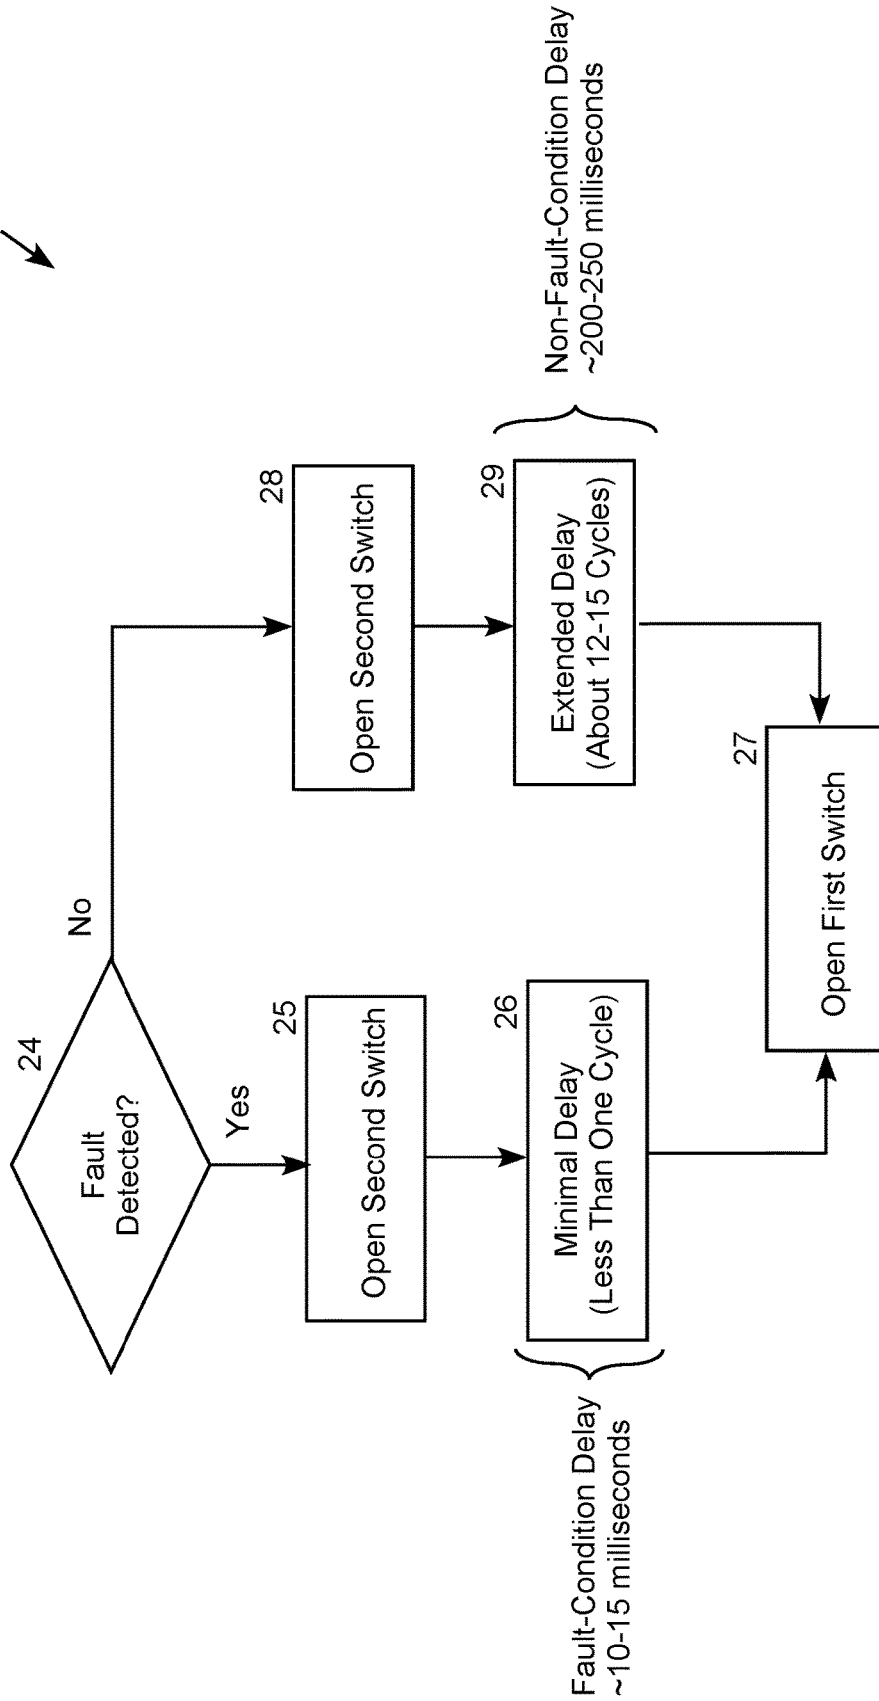 24
Fault
Detected?
No
Yes
25
Open Second Switch
28
Open Second Switch
26
Minimal Delay
(Less Than One Cycle)
Fault-Condition Delay
~10-15 milliseconds
29
Extended Delay
(About 12-15 Cycles)
Non-Fault-Condition Delay
~200-250 milliseconds
27
Open First Switch